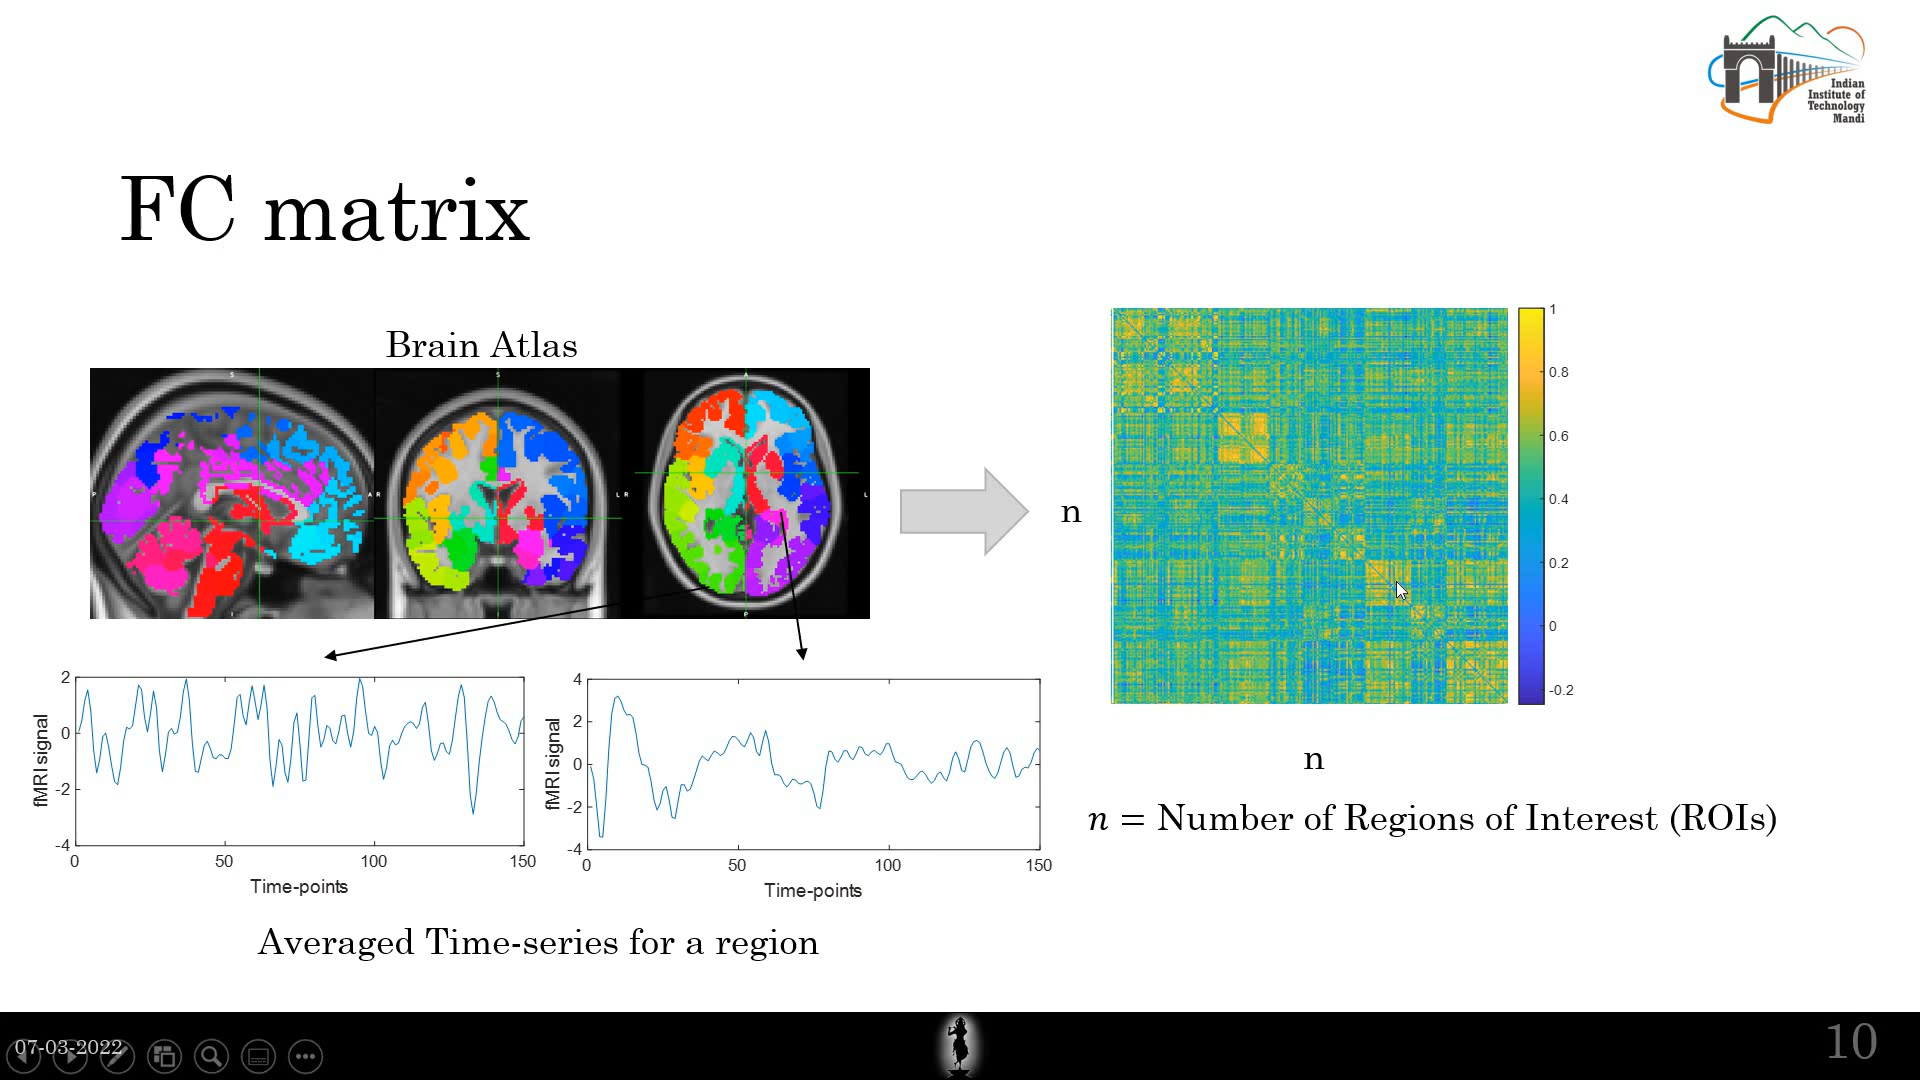 Indian
Institute of
Technology
Mandi
FC matrix
Brain Atlas
S
S
A
P
A R
L R
L
I
I
P
n
1
0.8
0.6
0.4
0.2
0
-0.2
n
n = Number of Regions of Interest (ROIs)
2
0
-2
-4
fMRI signal
0
50
100
150
Time-points
4
2
0
-2
-4
fMRI signal
0
50
100
150
Time-points
Averaged Time-series for a region
07-03-2022
10